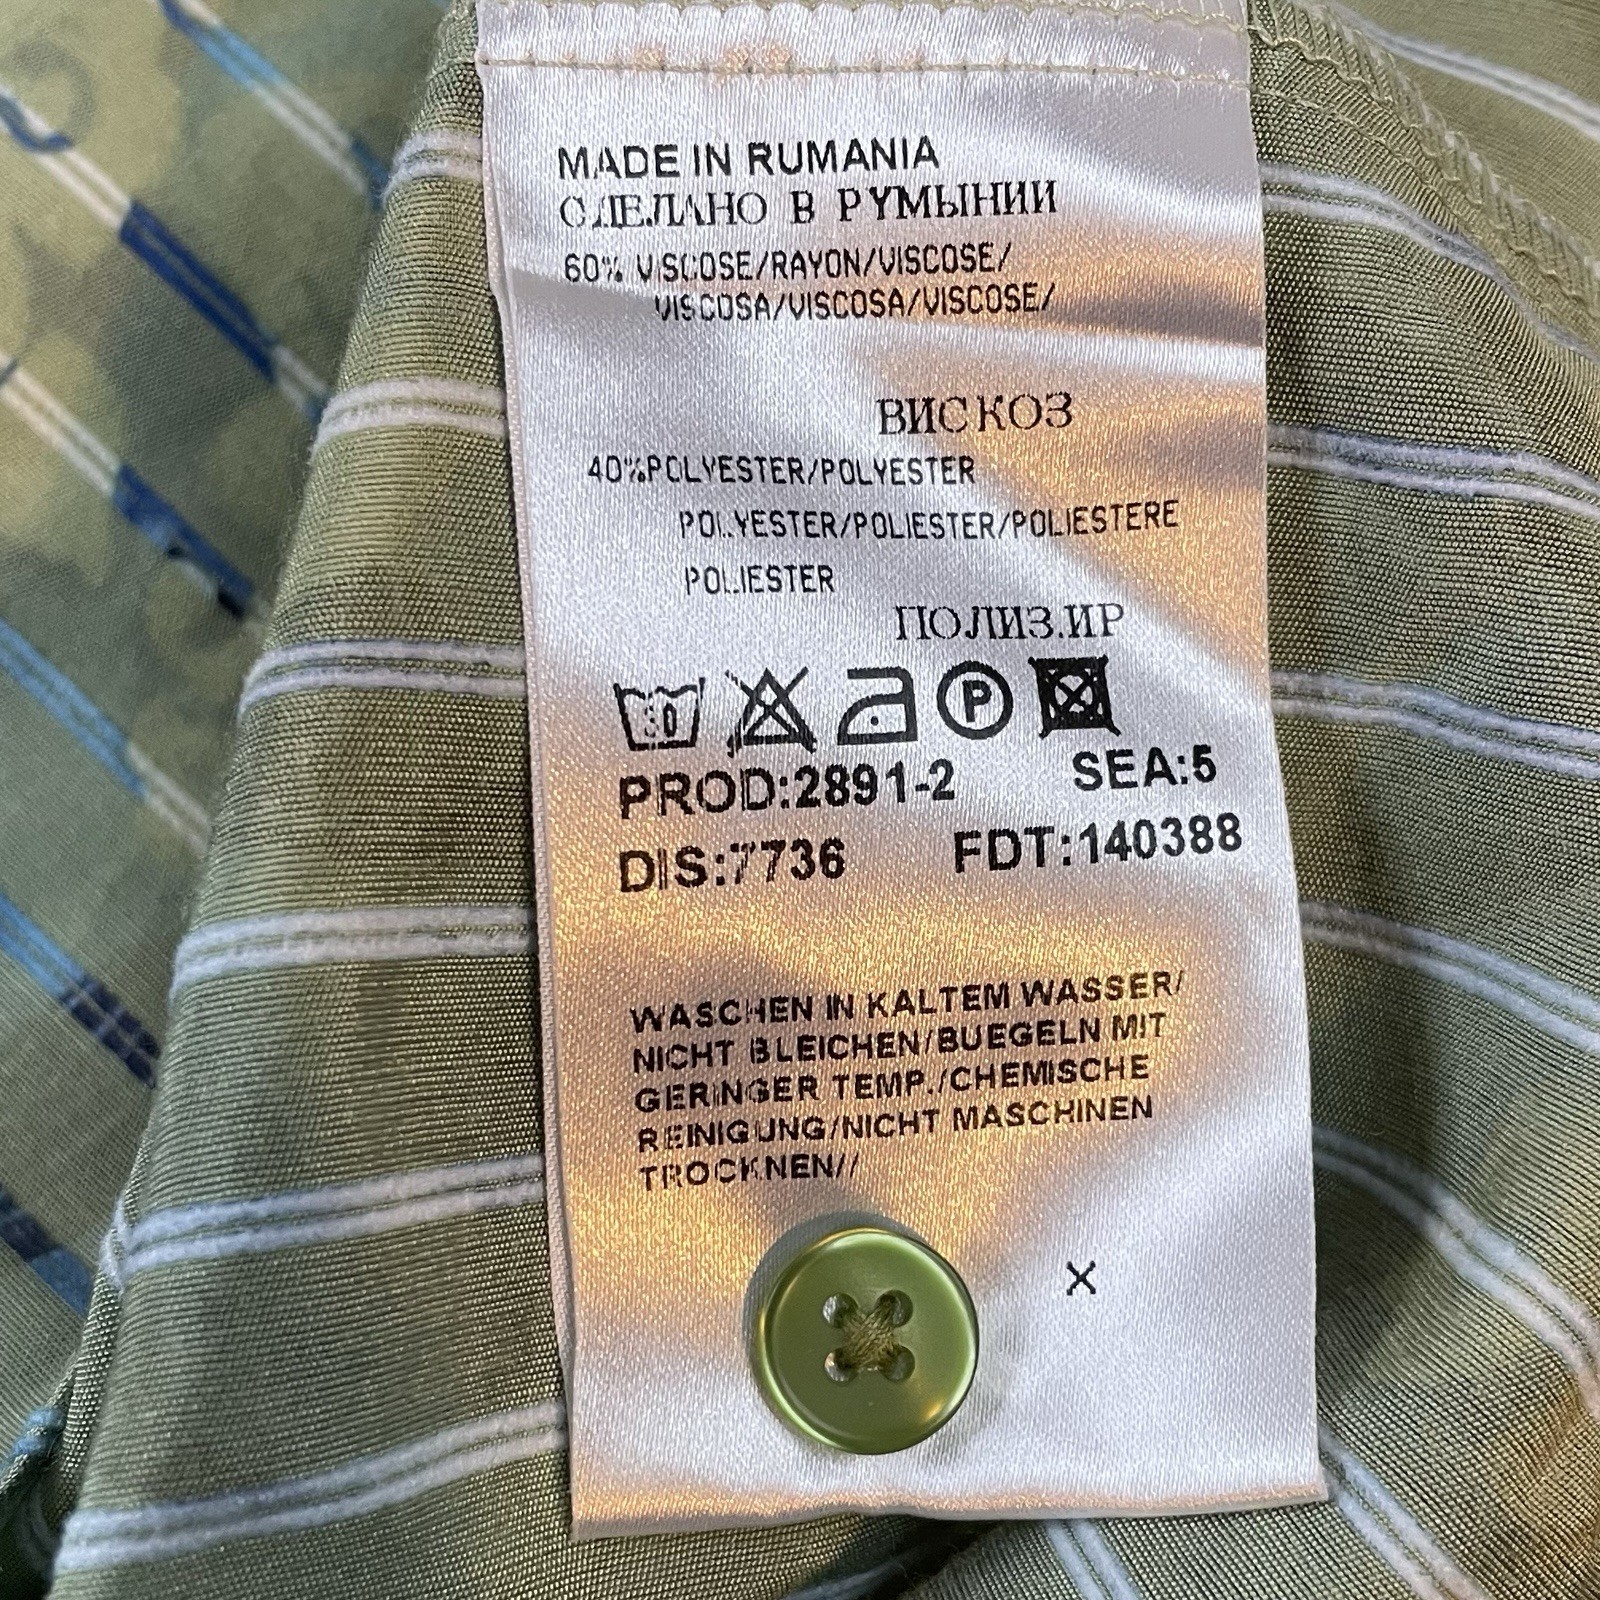 MADE IN RUMANIA
СДЕЛАНО В РУМЫНИИ
60% VISCOSE/RAYON/VISCOSE/
VISCOSA/VISCOSA/VISCOSE/
ВИСКОЗ
40%POLYESTER/POLYESTER
POLYESTER/POLIESTER/POLIESTERE
POLIESTER
30
P
PROD:2891-2 SEA:5
DIS:7736 FDT:140388
WASCHEN IN KALTEM WASSER/
NICHT BLEICHEN/BUEGELN MIT
GERINGER TEMP./CHEMISCHE
REINIGUNG/NICHT MASCHINEN
TROCKNEN//
X